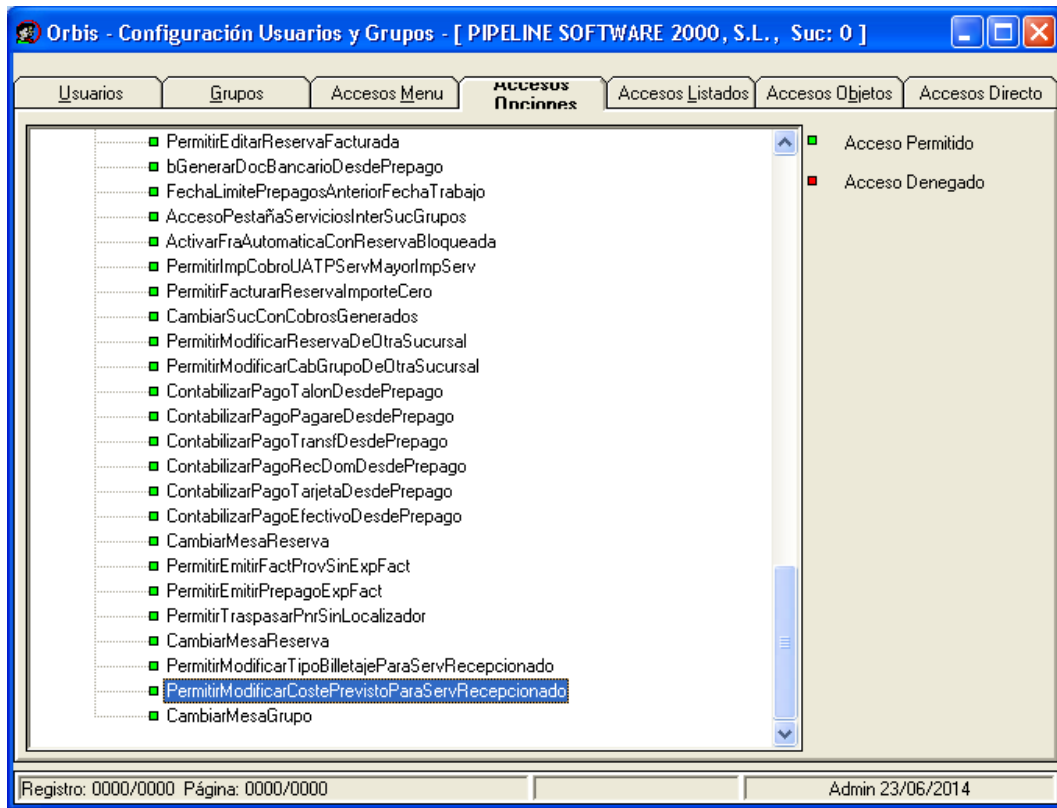 Orbis - Configuración Usuarios y Grupos - [ PIPELINE SOFTWARE 2000, S.L., Suc: 0 ]
Usuarios
Grupos
Accesos Menu
Accesos Opciones
Accesos Listados
Accesos Objetos
Accesos Directo
PermitirEditarReservaFacturada
bGenerarDocBancarioDesdePrepago
FechaLimitePrepagosAnteriorFechaTrabajo
AccesoPestañaServiciosInterSucGrupos
ActivarFraAutomaticaConReservaBloqueada
PermitirImpCobroUATPServMayorImpServ
PermitirFacturarReservaImporteCero
CambiarSucConCobrosGenerados
PermitirModificarReservaDeOtraSucursal
PermitirModificarCabGrupoDeOtraSucursal
ContabilizarPagoTalonDesdePrepago
ContabilizarPagoPagareDesdePrepago
ContabilizarPagoTransfDesdePrepago
ContabilizarPagoRecDomDesdePrepago
ContabilizarPagoTarjetaDesdePrepago
ContabilizarPagoEfectivoDesdePrepago
CambiarMesaReserva
PermitirEmitirFactProvSinExpFact
PermitirEmitirPrepagoExpFact
PermitirTraspasarPnrSinLocalizador
CambiarMesaReserva
PermitirModificarTipoBilletajeParaServRecepcionado
PermitirModificarCostePrevistoParaServRecepcionado
CambiarMesaGrupo
Acceso Permitido
Acceso Denegado
Registro: 0000/0000 Página: 0000/0000
Admin 23/06/2014